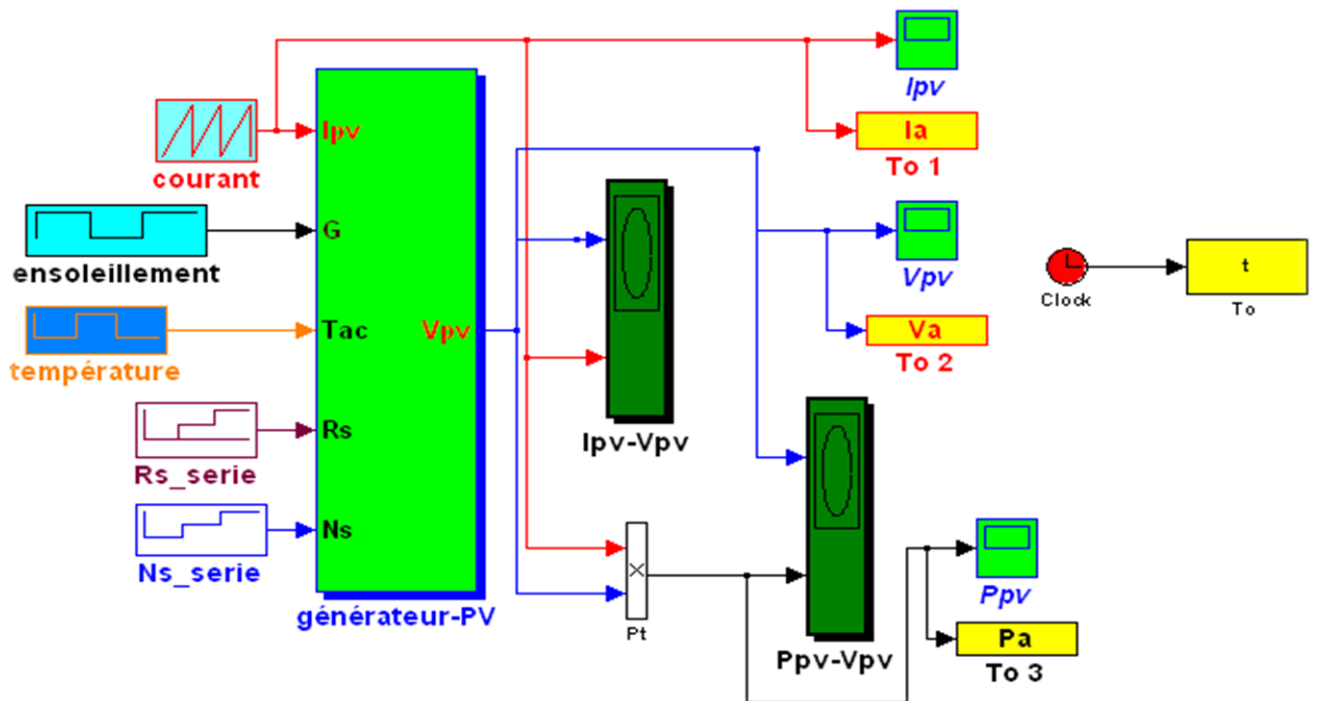 Ipv
Ia
To 1
courant
Ipv
G
ensoleillement
Tac
Vpv
température
Rs
Rs_serie
Ns
Ns_serie
générateur-PV
Ipv-Vpv
Vpv
Va
To 2
Clock
t
To
×
Pt
Ppv-Vpv
Ppv
Pa
To 3